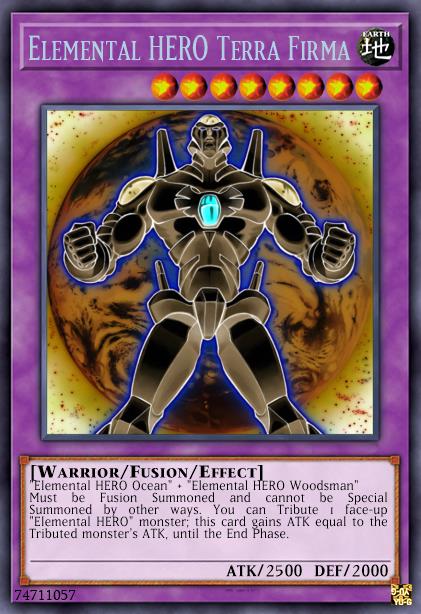 ELEMENTAL HERO TERRA FIRMA
EARTH
地
[WARRIOR/FUSION/EFFECT]
"Elemental HERO Ocean" + "Elemental HERO Woodsman"
Must be Fusion Summoned and cannot be Special
Summoned by other ways. You can Tribute 1 face-up
"Elemental HERO" monster; this card gains ATK equal to the
Tributed monster's ATK, until the End Phase.
ATK/2500 DEF/2000
74711057